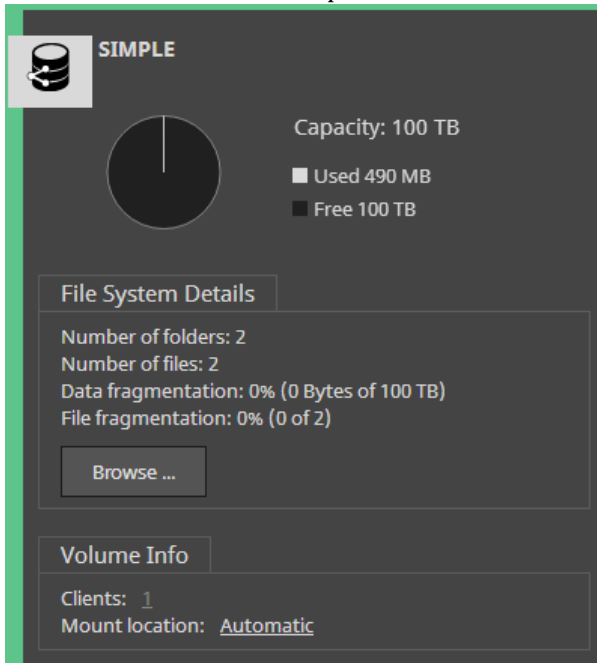 SIMPLE
Capacity: 100 TB
Used 490 MB
Free 100 TB
File System Details
Number of folders: 2
Number of files: 2
Data fragmentation: 0% (0 Bytes of 100 TB)
File fragmentation: 0% (0 of 2)
Browse ...
Volume Info
Clients: 1
Mount location: Automatic